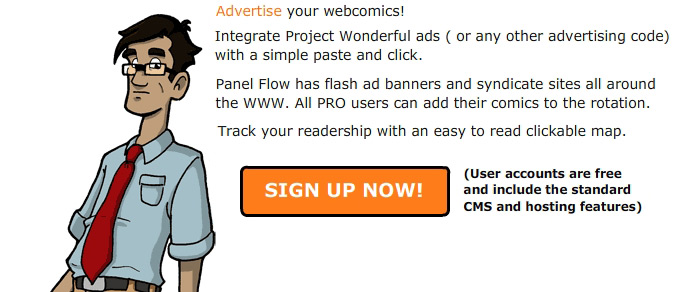 Advertise your webcomics!
Integrate Project Wonderful ads ( or any other advertising code)
with a simple paste and click.
Panel Flow has flash ad banners and syndicate sites all around
the WWW. All PRO users can add their comics to the rotation.
Track your readership with an easy to read clickable map.
SIGN UP NOW!
(User accounts are free
and include the standard
CMS and hosting features)